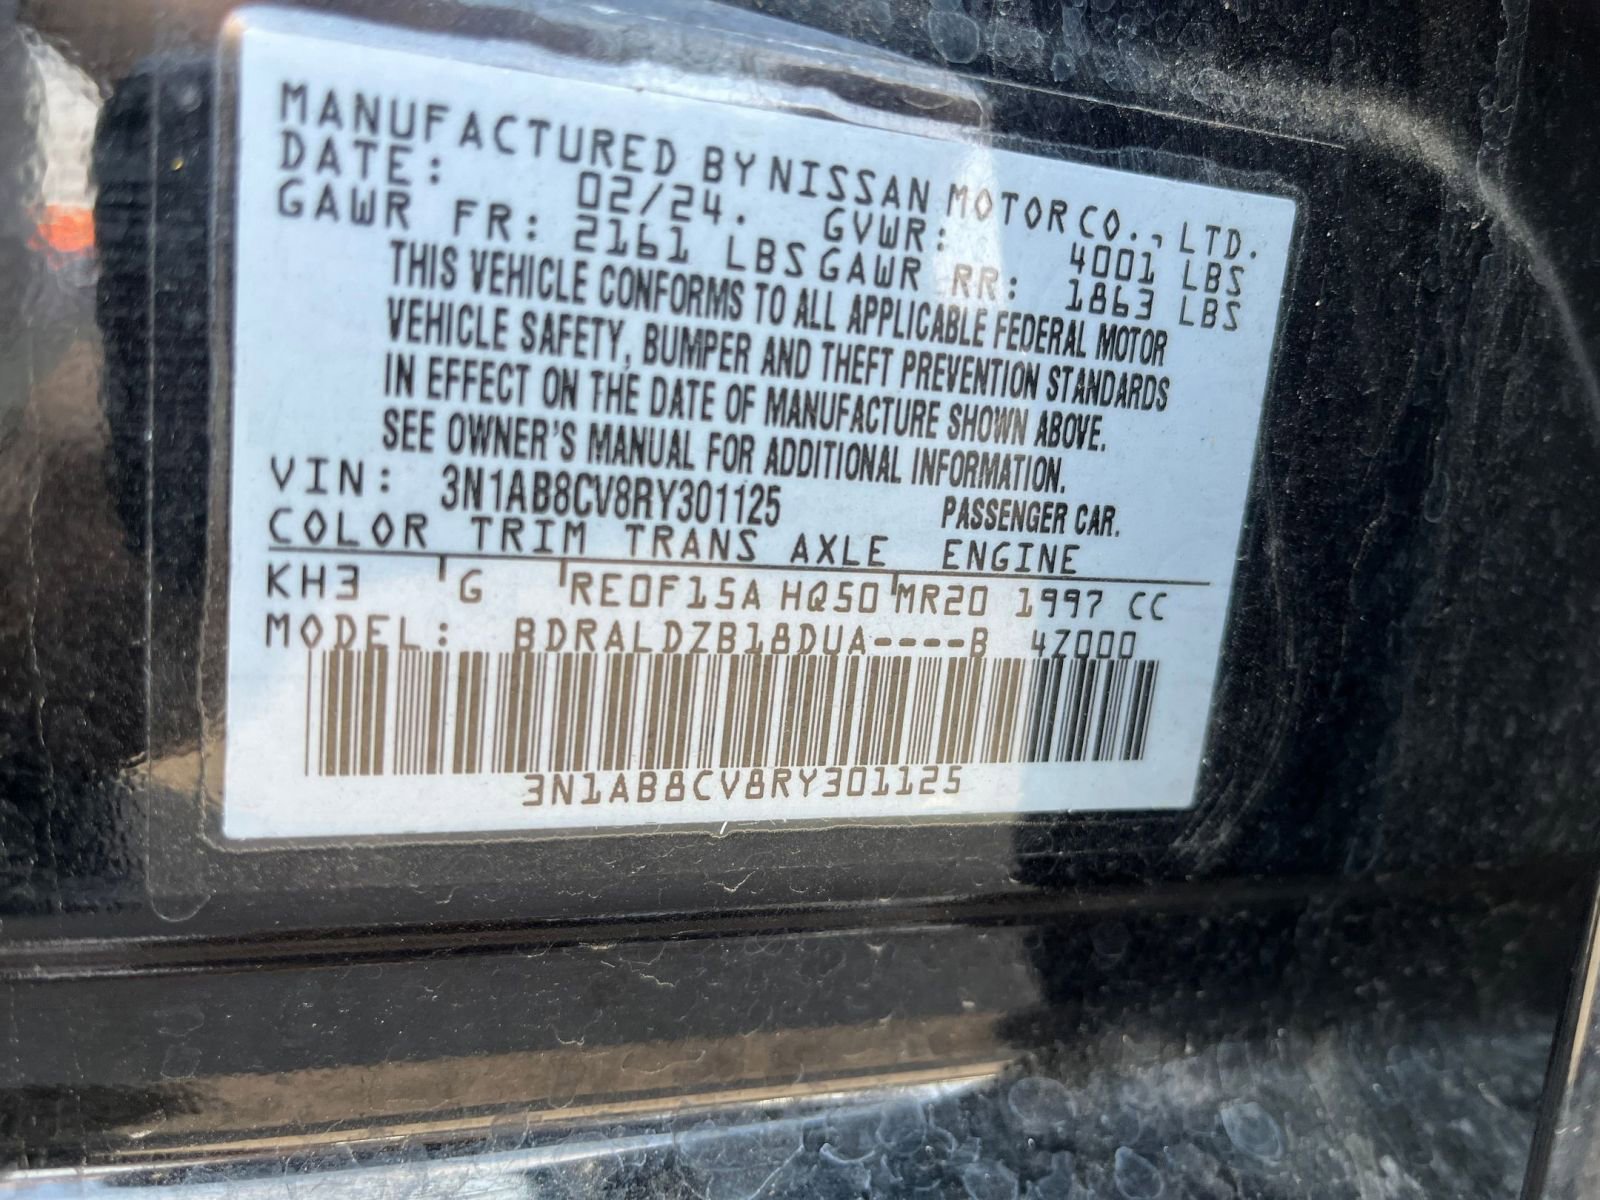 MANUFACTURED BY NISSAN MOTOR CO., LTD.
DATE: 02/24. GVWR: 4001 LBS
GAWR FR: 2161 LBS GAWR RR: 1863 LBS
THIS VEHICLE CONFORMS TO ALL APPLICABLE FEDERAL MOTOR
VEHICLE SAFETY, BUMPER AND THEFT PREVENTION STANDARDS
IN EFFECT ON THE DATE OF MANUFACTURE SHOWN ABOVE.
SEE OWNER'S MANUAL FOR ADDITIONAL INFORMATION.
VIN: 3N1AB8CV8RY301125 PASSENGER CAR.
COLOR TRIM TRANS AXLE ENGINE
KH3 G RE0F15A HQ50 MR20 1997 CC
MODEL: BDRALDZB18DUA----B 4Z000
3N1AB8CV8RY301125